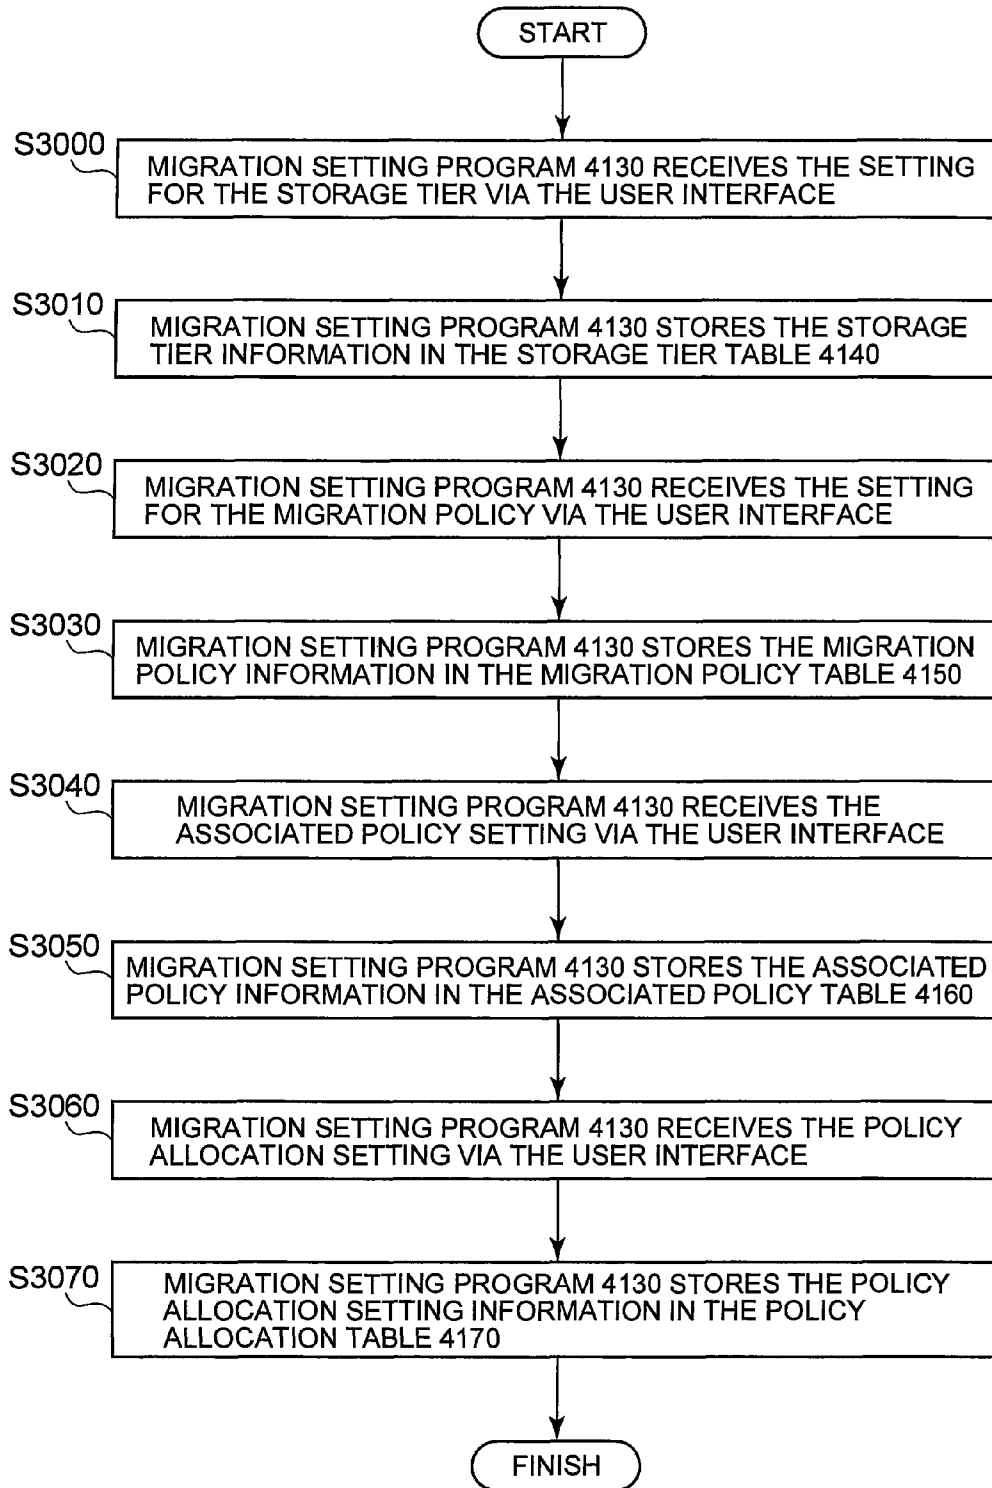 START
S3000
MIGRATION SETTING PROGRAM 4130 RECEIVES THE SETTING
FOR THE STORAGE TIER VIA THE USER INTERFACE
S3010
MIGRATION SETTING PROGRAM 4130 STORES THE STORAGE
TIER INFORMATION IN THE STORAGE TIER TABLE 4140
S3020
MIGRATION SETTING PROGRAM 4130 RECEIVES THE SETTING
FOR THE MIGRATION POLICY VIA THE USER INTERFACE
S3030
MIGRATION SETTING PROGRAM 4130 STORES THE MIGRATION
POLICY INFORMATION IN THE MIGRATION POLICY TABLE 4150
S3040
MIGRATION SETTING PROGRAM 4130 RECEIVES THE
ASSOCIATED POLICY SETTING VIA THE USER INTERFACE
S3050
MIGRATION SETTING PROGRAM 4130 STORES THE ASSOCIATED
POLICY INFORMATION IN THE ASSOCIATED POLICY TABLE 4160
S3060
MIGRATION SETTING PROGRAM 4130 RECEIVES THE POLICY
ALLOCATION SETTING VIA THE USER INTERFACE
S3070
MIGRATION SETTING PROGRAM 4130 STORES THE POLICY
ALLOCATION SETTING INFORMATION IN THE POLICY
ALLOCATION TABLE 4170
FINISH